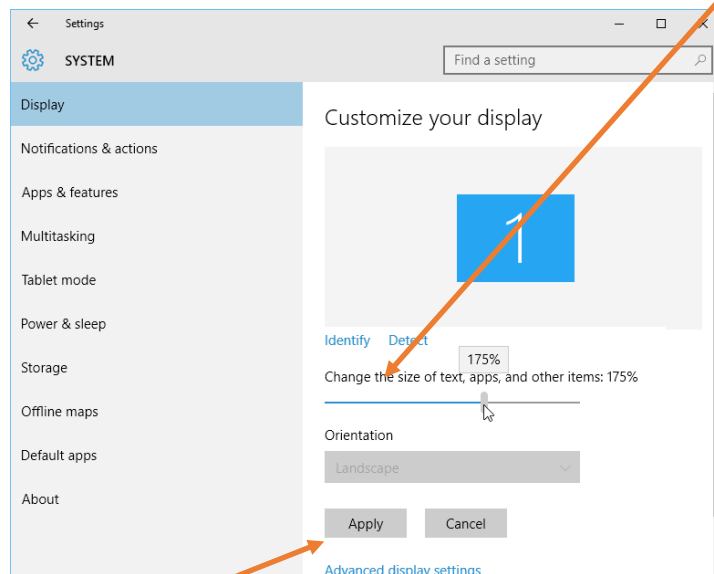 Settings
SYSTEM
Find a setting
Display
Notifications & actions
Apps & features
Multitasking
Tablet mode
Power & sleep
Storage
Offline maps
Default apps
About
Customize your display
1
Identify Detect
175%
Change the size of text, apps, and other items: 175%
Orientation
Landscape
Apply Cancel
Advanced display settings